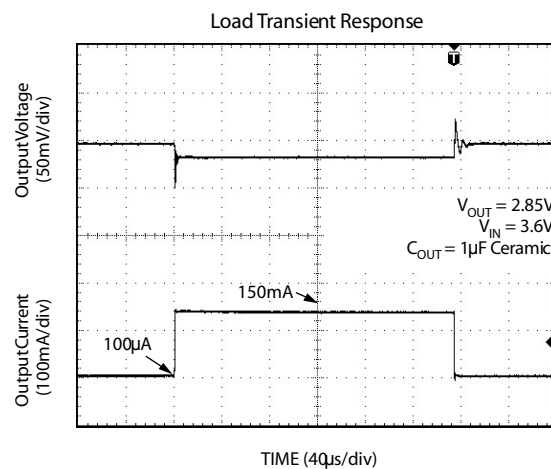 Load Transient Response
T
Output Voltage
(50mV/div)
VOUT = 2.85V
VIN = 3.6V
COUT = 1µF Ceramic
150mA
100µA
Output Current
(100mA/div)
TIME (40µs/div)